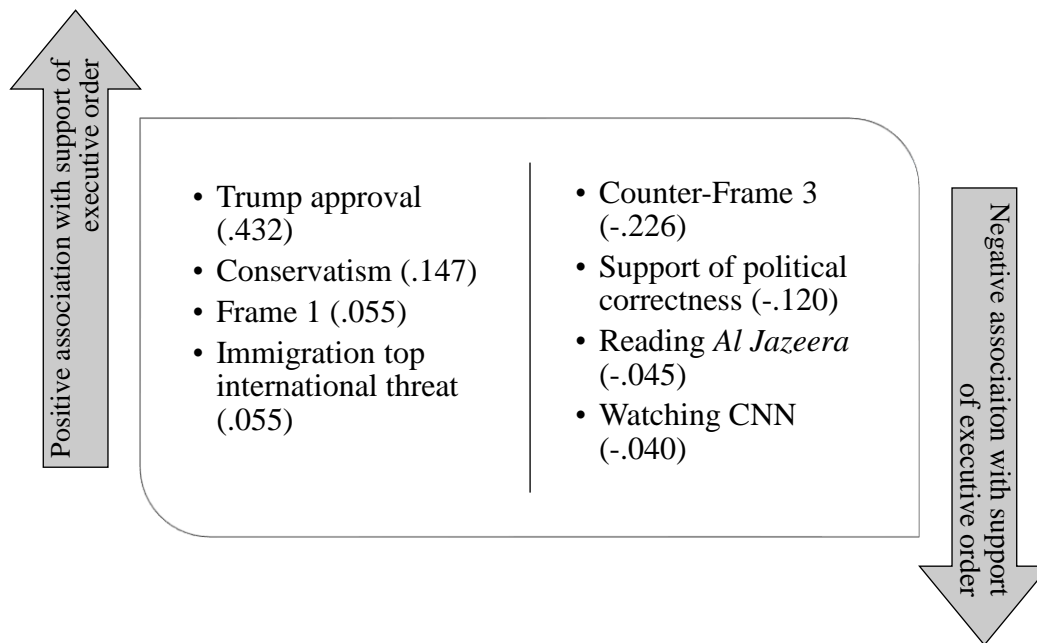 Positive association with support of
executive order
• Trump approval
(.432)
• Conservatism (.147)
• Frame 1 (.055)
• Immigration top
international threat
(.055)
• Counter-Frame 3
(-.226)
• Support of political
correctness (-.120)
• Reading Al Jazeera
(-.045)
• Watching CNN
(-.040)
Negative associaiton with support
of executive order